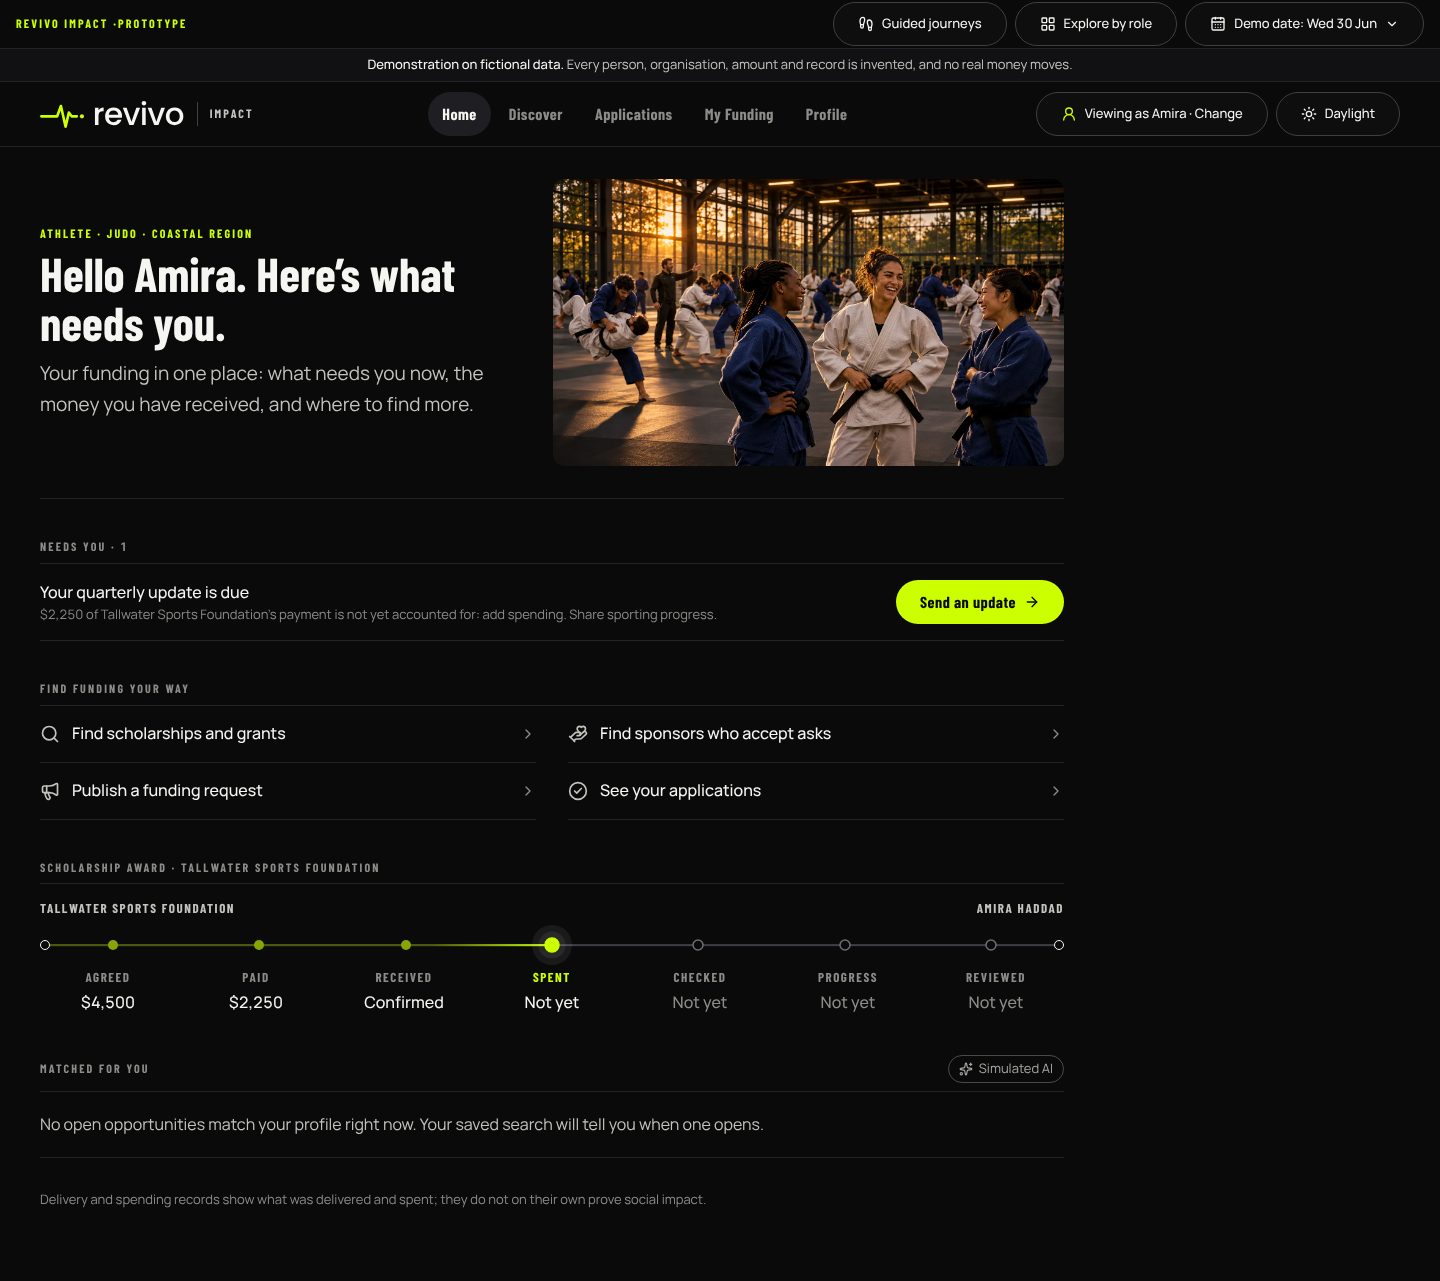 REVIVO IMPACT ·PROTOTYPE
Guided journeys
Explore by role
Demo date: Wed 30 Jun
Demonstration on fictional data. Every person, organisation, amount and record is invented, and no real money moves.
revivo
IMPACT
Home
Discover
Applications
My Funding
Profile
Viewing as Amira · Change
Daylight
ATHLETE · JUDO · COASTAL REGION
Hello Amira. Here’s what
needs you.
Your funding in one place: what needs you now, the
money you have received, and where to find more.
NEEDS YOU · 1
Your quarterly update is due
$2,250 of Tallwater Sports Foundation’s payment is not yet accounted for: add spending. Share sporting progress.
Send an update
FIND FUNDING YOUR WAY
Find scholarships and grants
Find sponsors who accept asks
Publish a funding request
See your applications
SCHOLARSHIP AWARD · TALLWATER SPORTS FOUNDATION
TALLWATER SPORTS FOUNDATION
AMIRA HADDAD
AGREED
PAID
RECEIVED
SPENT
CHECKED
PROGRESS
REVIEWED
$4,500
$2,250
Confirmed
Not yet
Not yet
Not yet
Not yet
MATCHED FOR YOU
Simulated AI
No open opportunities match your profile right now. Your saved search will tell you when one opens.
Delivery and spending records show what was delivered and spent; they do not on their own prove social impact.